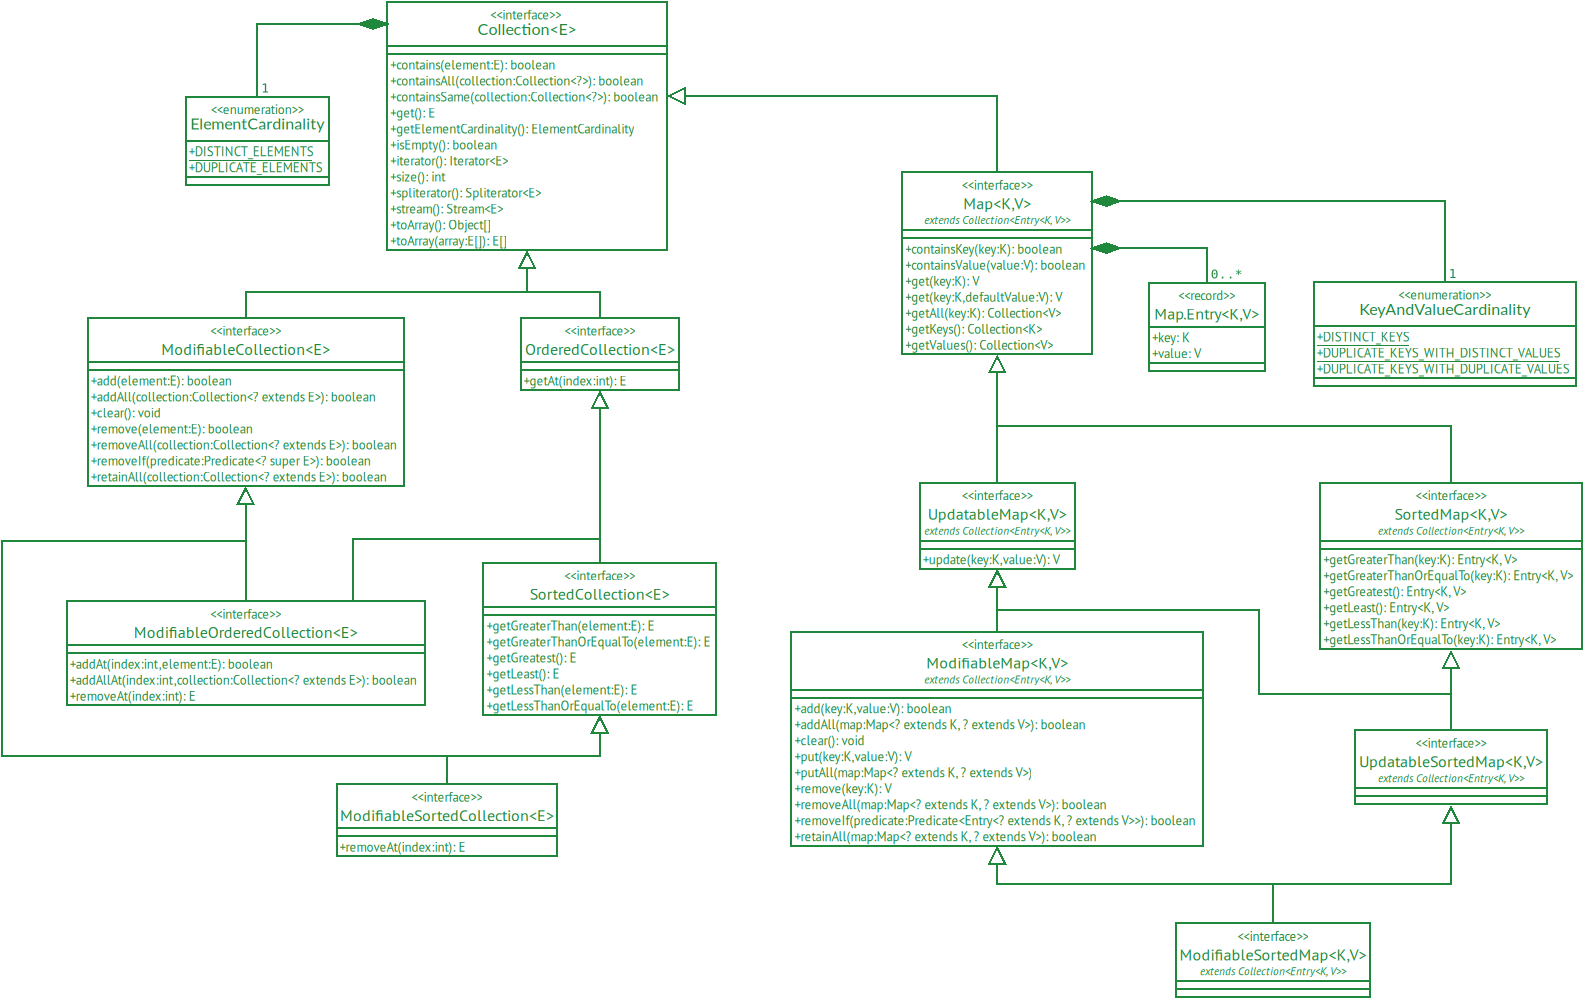 <<interface>>
Collection<E>
+contains(element:E): boolean
+containsAll(collection:Collection<?>): boolean
+containsSame(collection:Collection<?>): boolean
+get(): E
+getElementCardinality(): ElementCardinality
+isEmpty(): boolean
+iterator(): Iterator<E>
+size(): int
+spliterator(): Spliterator<E>
+stream(): Stream<E>
+toArray(): Object[]
+toArray(array:E[]): E[]
1
<<enumeration>>
ElementCardinality
+DISTINCT_ELEMENTS
+DUPLICATE_ELEMENTS
<<interface>>
Map<K,V>
extends Collection<Entry<K,V>>
+containsKey(key:K): boolean
+containsValue(value:V): boolean
+get(key:K): V
+get(key:K,defaultValue:V): V
+getAll(key:K): Collection<V>
+getKeys(): Collection<K>
+getValues(): Collection<V>
0..*
<<record>>
Map.Entry<K,V>
+key: K
+value: V
1
<<enumeration>>
KeyAndValueCardinality
+DISTINCT_KEYS
+DUPLICATE_KEYS_WITH_DISTINCT_VALUES
+DUPLICATE_KEYS_WITH_DUPLICATE_VALUES
<<interface>>
ModifiableCollection<E>
+add(element:E): boolean
+addAll(collection:Collection<? extends E>): boolean
+clear(): void
+remove(element:E): boolean
+removeAll(collection:Collection<? extends E>): boolean
+removeIf(predicate:Predicate<? super E>): boolean
+retainAll(collection:Collection<? extends E>): boolean
<<interface>>
OrderedCollection<E>
+getAt(index:int): E
<<interface>>
UpdatableMap<K,V>
extends Collection<Entry<K,V>>
+update(key:K,value:V): V
<<interface>>
SortedMap<K,V>
extends Collection<Entry<K,V>>
+getGreaterThan(key:K): Entry<K,V>
+getGreaterThanOrEqualTo(key:K): Entry<K,V>
+getGreatest(): Entry<K,V>
+getLeast(): Entry<K,V>
+getLessThan(key:K): Entry<K,V>
+getLessThanOrEqualTo(key:K): Entry<K,V>
<<interface>>
ModifiableOrderedCollection<E>
+addAt(index:int,element:E): boolean
+addAllAt(index:int,collection:Collection<? extends E>): boolean
+removeAt(index:int): E
<<interface>>
SortedCollection<E>
+getGreaterThan(element:E): E
+getGreaterThanOrEqualTo(element:E): E
+getGreatest(): E
+getLeast(): E
+getLessThan(element:E): E
+getLessThanOrEqualTo(element:E): E
<<interface>>
ModifiableMap<K,V>
extends Collection<Entry<K,V>>
+add(key:K,value:V): boolean
+addAll(map:Map<? extends K, ? extends V>): boolean
+clear(): void
+put(key:K,value:V): V
+putAll(map:Map<? extends K, ? extends V>)
+remove(key:K): V
+removeAll(map:Map<? extends K, ? extends V>): boolean
+removeIf(predicate:Predicate<Entry<? extends K, ? extends V>>): boolean
+retainAll(map:Map<? extends K, ? extends V>): boolean
<<interface>>
UpdatableSortedMap<K,V>
extends Collection<Entry<K,V>>
<<interface>>
ModifiableSortedCollection<E>
+removeAt(index:int): E
<<interface>>
ModifiableSortedMap<K,V>
extends Collection<Entry<K,V>>